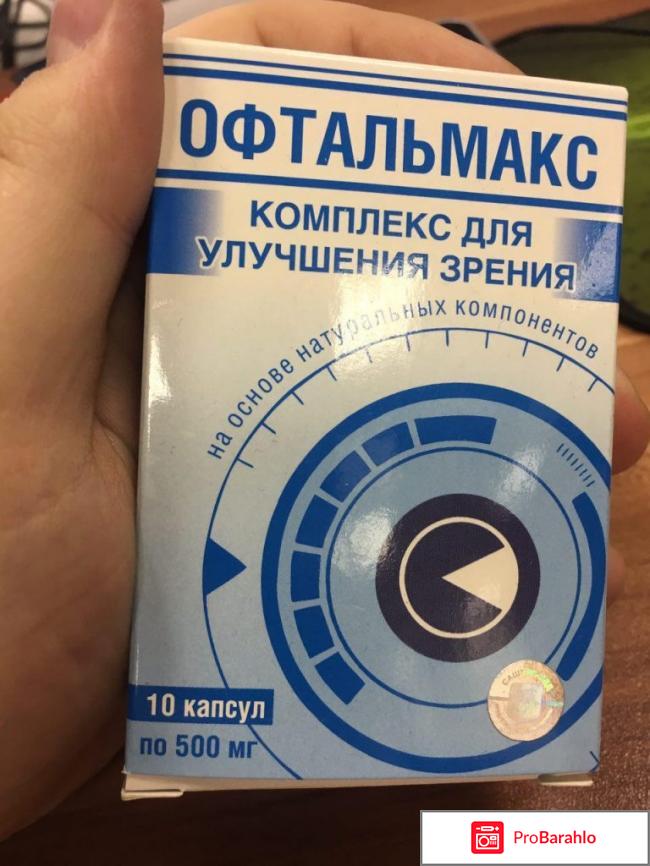 ОФТАЛЬМАКС
КОМПЛЕКС ДЛЯ
УЛУЧШЕНИЯ ЗРЕНИЯ
на основе натуральных компонентов
10 капсул
по 500 мг
ProBarahlo